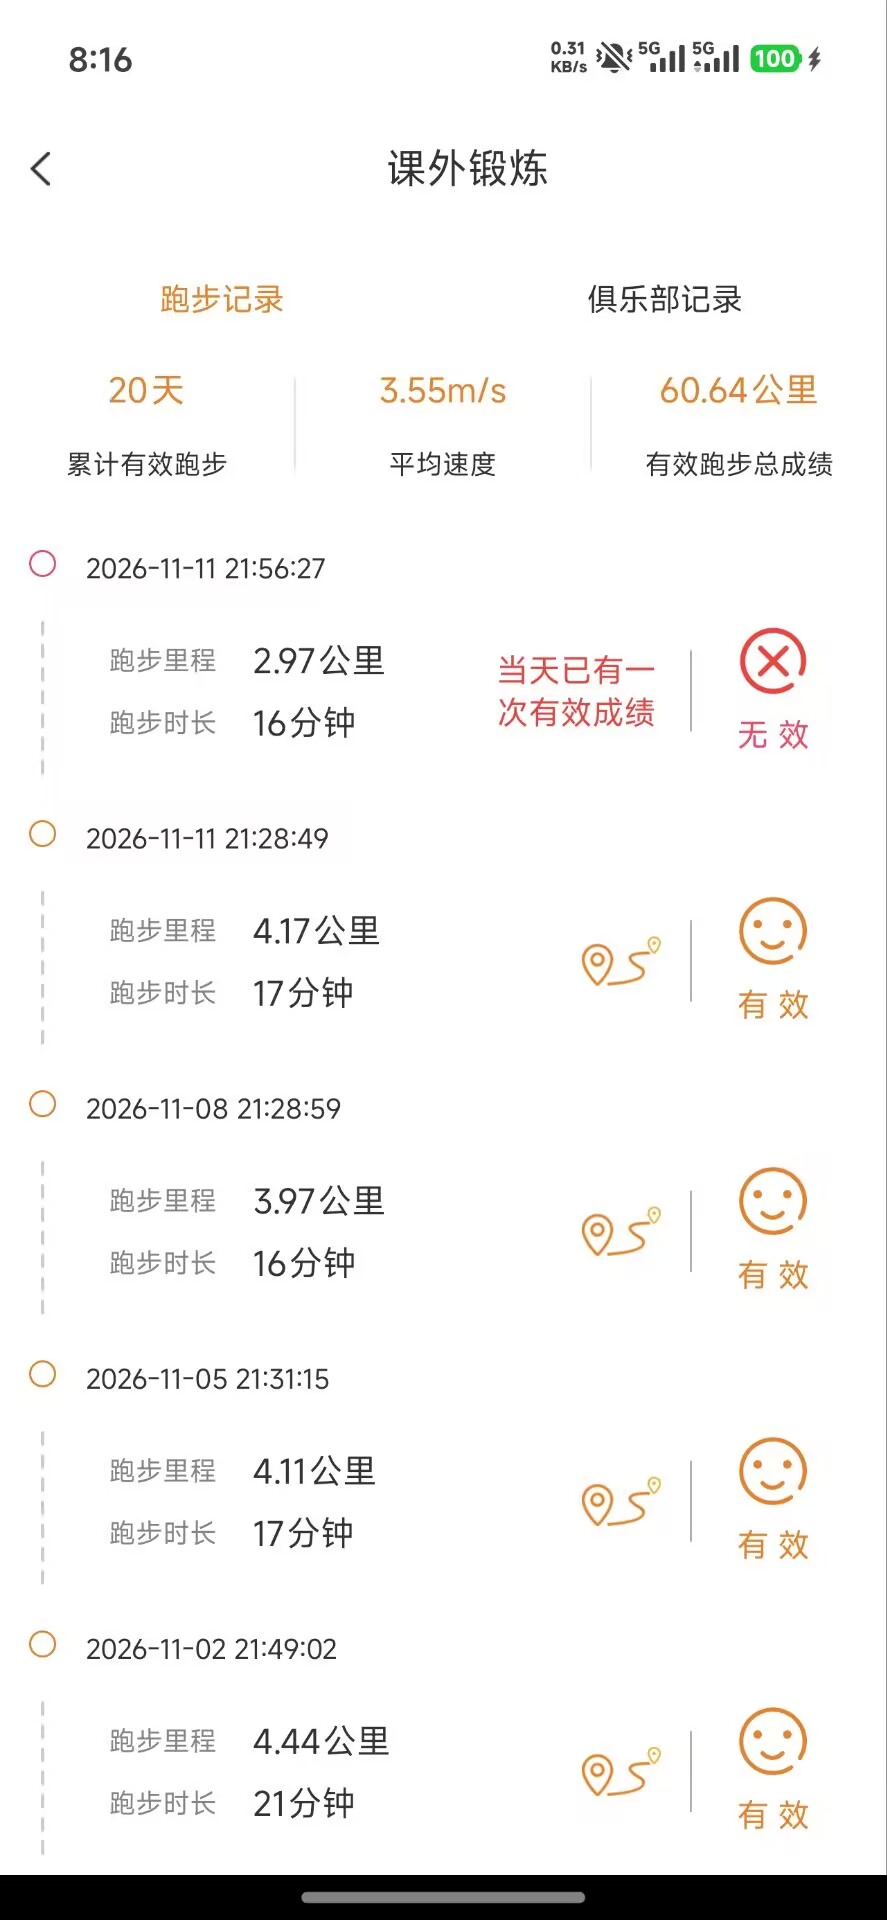 8:16
0.31 KB/s 5G 5G 100
课外锻炼
跑步记录 俱乐部记录
20天 3.55m/s 60.64公里
累计有效跑步 平均速度 有效跑步总成绩
2026-11-11 21:56:27
跑步里程 2.97公里
当天已有一
次有效成绩
跑步时长 16分钟
无效
2026-11-11 21:28:49
跑步里程 4.17公里
跑步时长 17分钟
有效
2026-11-08 21:28:59
跑步里程 3.97公里
跑步时长 16分钟
有效
2026-11-05 21:31:15
跑步里程 4.11公里
跑步时长 17分钟
有效
2026-11-02 21:49:02
跑步里程 4.44公里
跑步时长 21分钟
有效